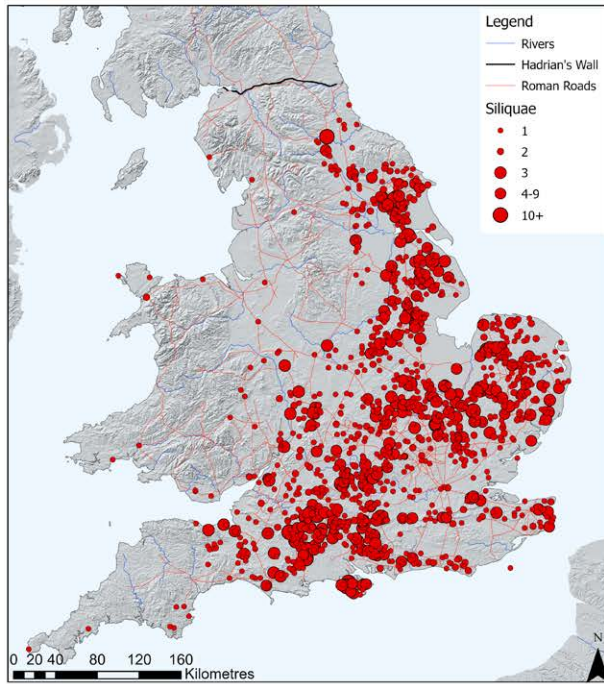 Legend
Rivers
Hadrian's Wall
Roman Roads
Siliquae
1
2
3
4-9
10+
N
0 10 20 40 80 120 160
Kilometres